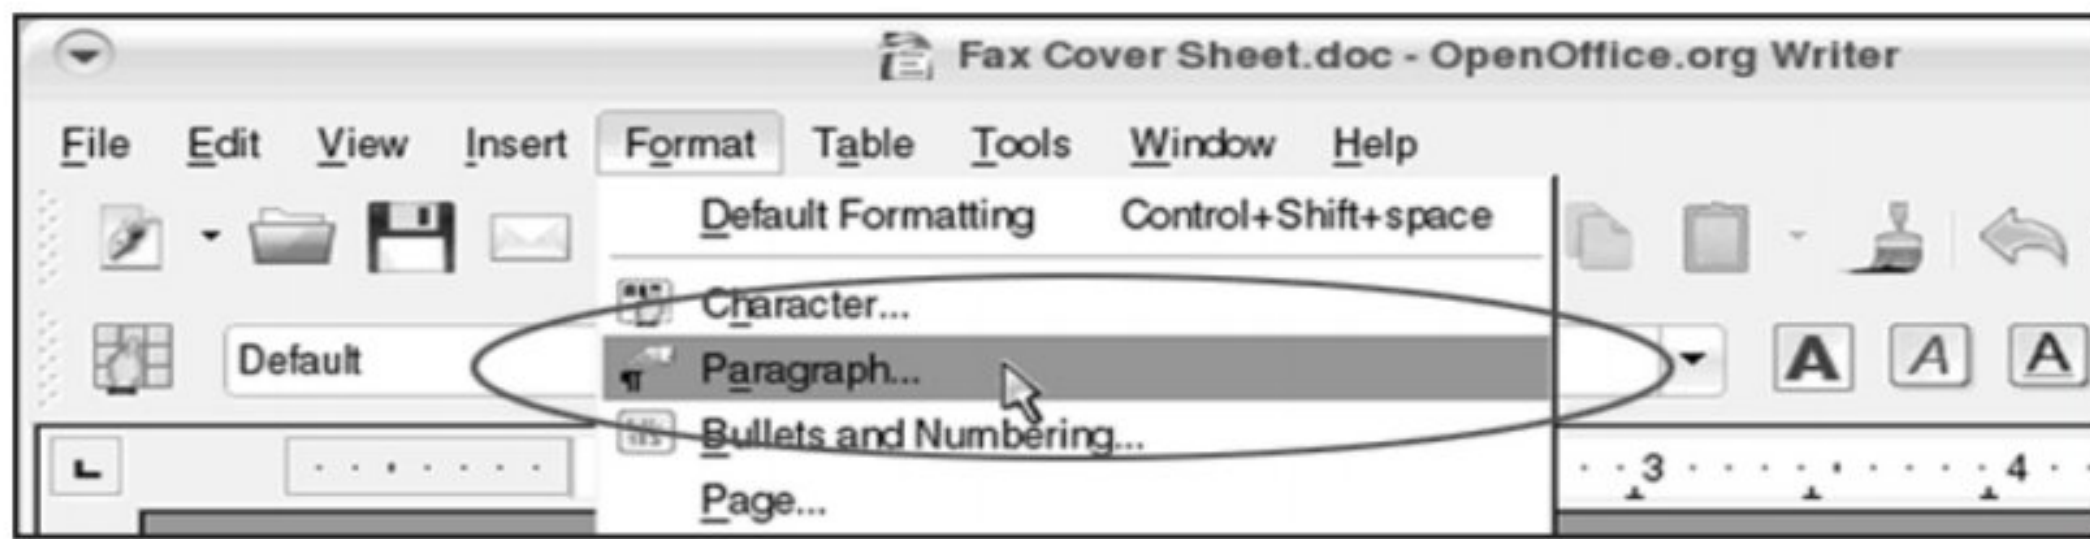 Fax Cover Sheet.doc - OpenOffice.org Writer
File Edit View Insert Format Table Tools Window Help
Default Formatting Control+Shift+space
Character...
Default Paragraph... A A A
Bullets and Numbering...
3 4
Page...